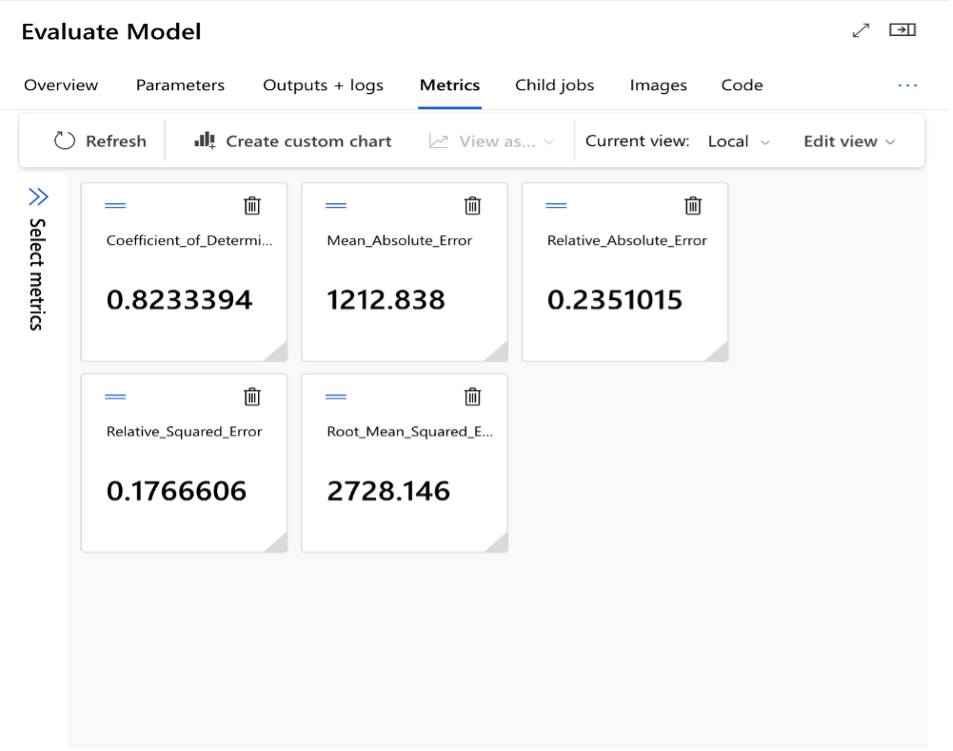 Evaluate Model
Overview Parameters Outputs + logs Metrics Child jobs Images Code ...
Refresh Create custom chart View as... Current view: Local Edit view
Select metrics
Coefficient_of_Determi... Mean_Absolute_Error Relative_Absolute_Error
0.8233394 1212.838 0.2351015
Relative_Squared_Error Root_Mean_Squared_E...
0.1766606 2728.146